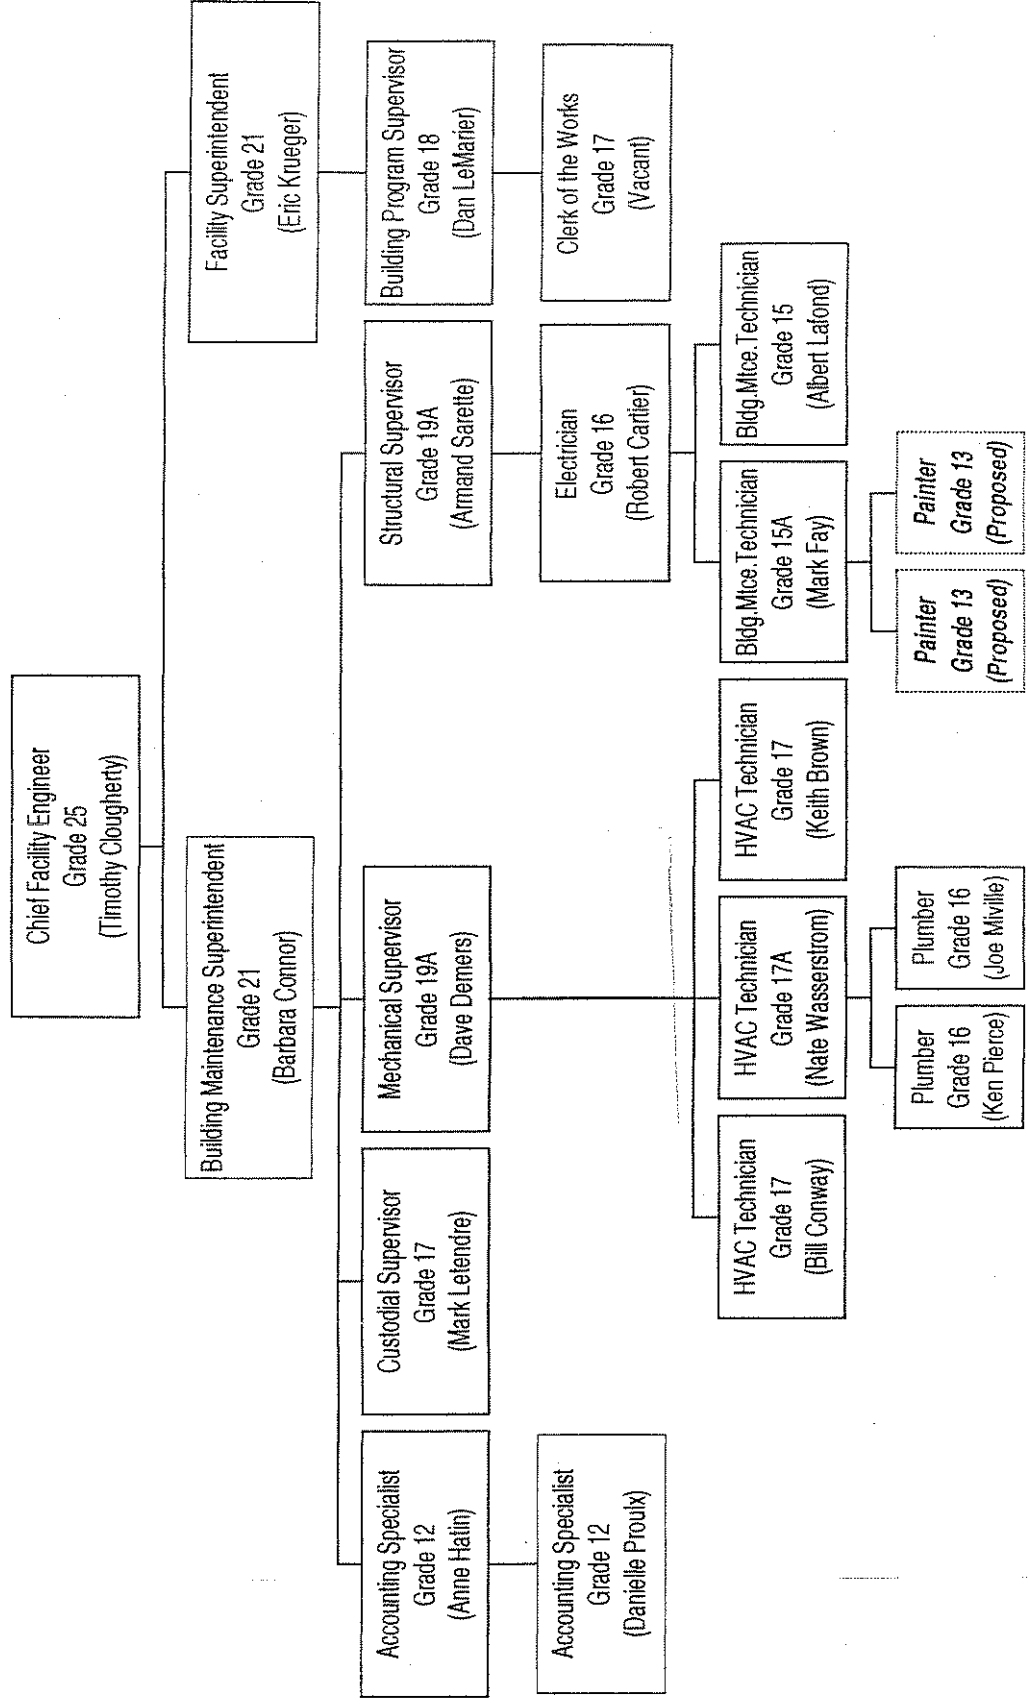 Chief Facility Engineer
Grade 25
(Timothy Clougherty)
Building Maintenance Superintendent
Grade 21
(Barbara Connor)
Facility Superintendent
Grade 21
(Eric Krueger)
Accounting Specialist
Grade 12
(Anne Hatin)
Custodial Supervisor
Grade 17
(Mark Letendre)
Mechanical Supervisor
Grade 19A
(Dave Demers)
Structural Supervisor
Grade 19A
(Armand Sarette)
Building Program Supervisor
Grade 18
(Dan LeMarier)
Accounting Specialist
Grade 12
(Danielle Proulx)
Electrician
Grade 16
(Robert Cartier)
Clerk of the Works
Grade 17
(Vacant)
HVAC Technician
Grade 17
(Bill Conway)
HVAC Technician
Grade 17A
(Nate Wasserstrom)
HVAC Technician
Grade 17
(Keith Brown)
Bldg.Mtce.Technician
Grade 15A
(Mark Fay)
Bldg.Mtce.Technician
Grade 15
(Albert Lafond)
Plumber
Grade 16
(Ken Pierce)
Plumber
Grade 16
(Joe Miville)
Painter
Grade 13
(Proposed)
Painter
Grade 13
(Proposed)